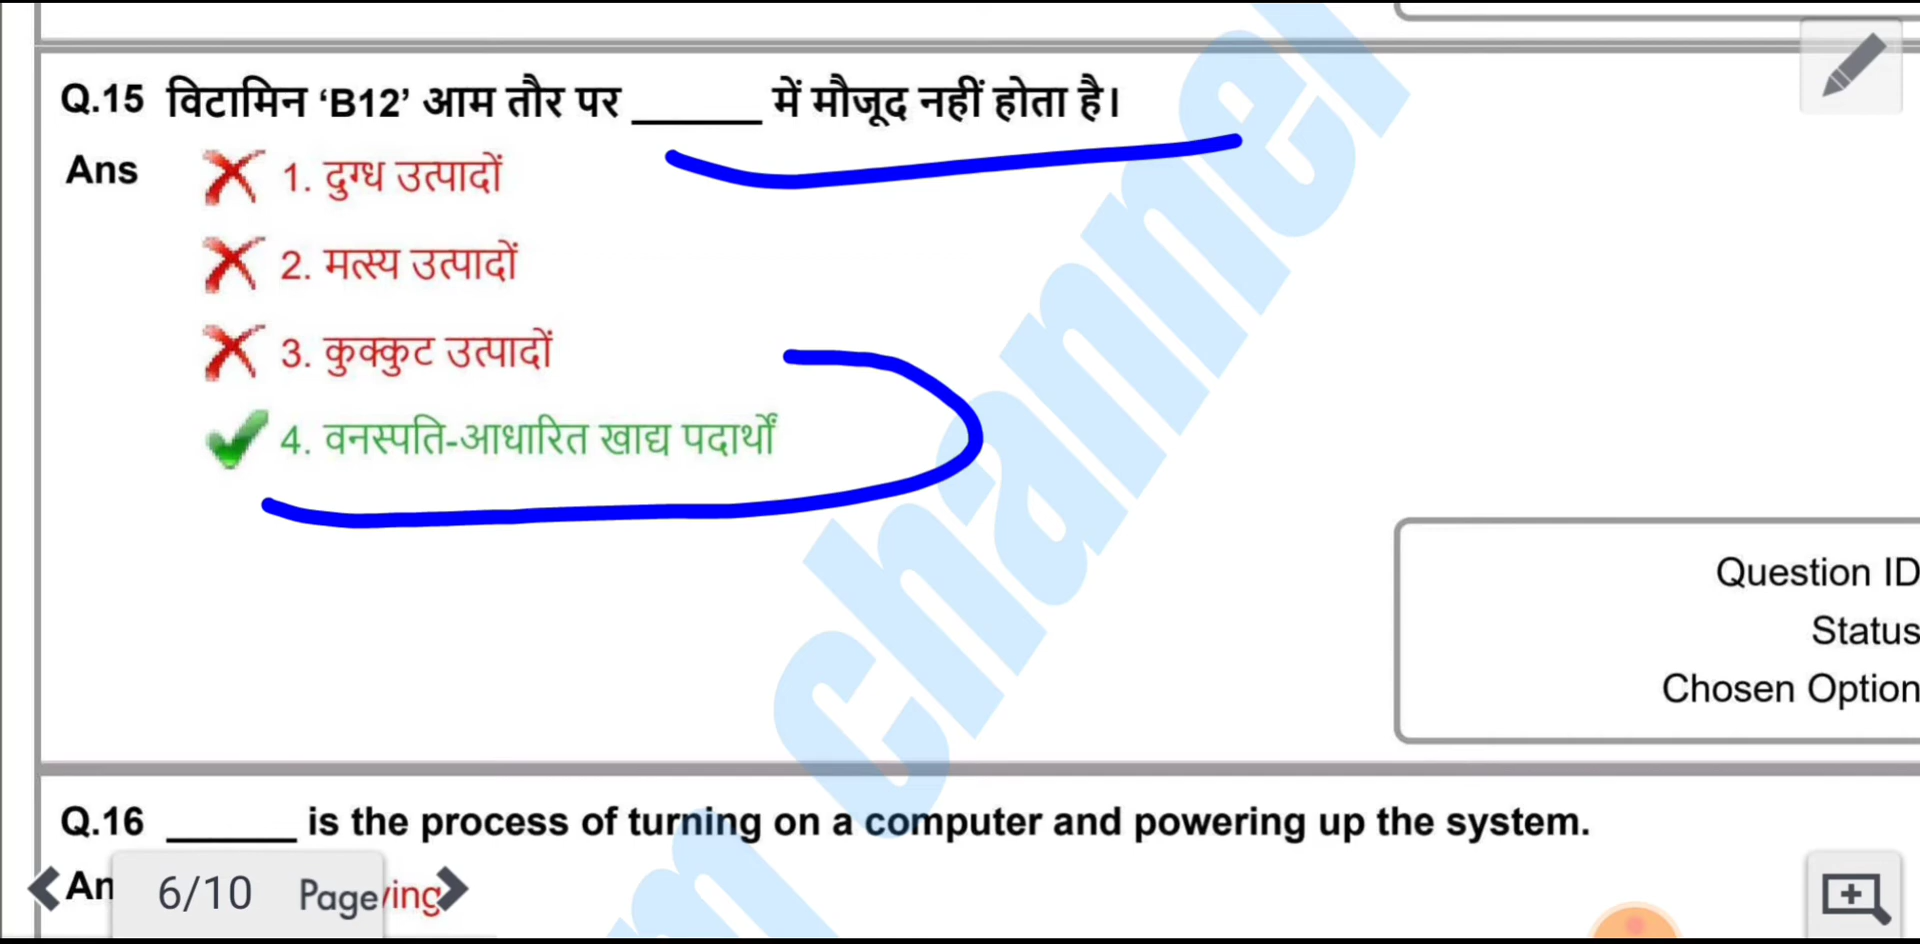 Q.15 विटामिन ‘B12’ आम तौर पर ______ में मौजूद नहीं होता है।
Ans 1. दुग्ध उत्पादों
2. मत्स्य उत्पादों
3. कुक्कुट उत्पादों
4. वनस्पति-आधारित खाद्य पदार्थों
Question ID
Status
Chosen Option
channel
Q.16 ______ is the process of turning on a computer and powering up the system.
6/10 Page